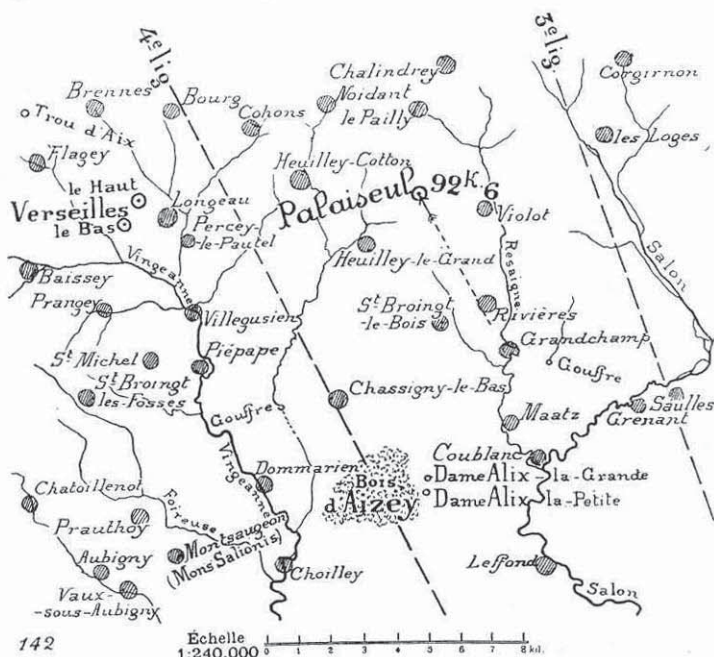 4e lig.
3e lig.
Corgirnon
Chalindrey
Brennes
Bourg
Cohons
Noidant
le Pailly
Trou d'Aix
les Loges
Flagey
Heuilley-Cotton
le Haut
Verseilles
le Bas
Longeau
Palaiseul 92K.6
Violot
Percey-
le-Pautel
Vingeanne
Heuilley-le-Grand
Resaigne
Salon
Baissey
Prangey
Villegusien
St Broingt
-le-Bois
Rivières
Grandchamp
Gouffre
St Michel
Piépape
St Broingt
les-Fosses
Chassigny-le-Bas
Gouffre
Maatz
Saulles
Grenant
Vingeanne
Coublanc
Dommarien
Bois
d'Aizey
Dame Alix-la-Grande
Dame Alix-la-Petite
Chatoillenot
Foireuse
Prauthoy
Montsaugeon
(Mons Salionis)
Aubigny
Choilley
Leffond
Vaux-
-sous-Aubigny
Salon
142
Échelle
1:240.000
0 1 2 3 4 5 6 7 8 kil.